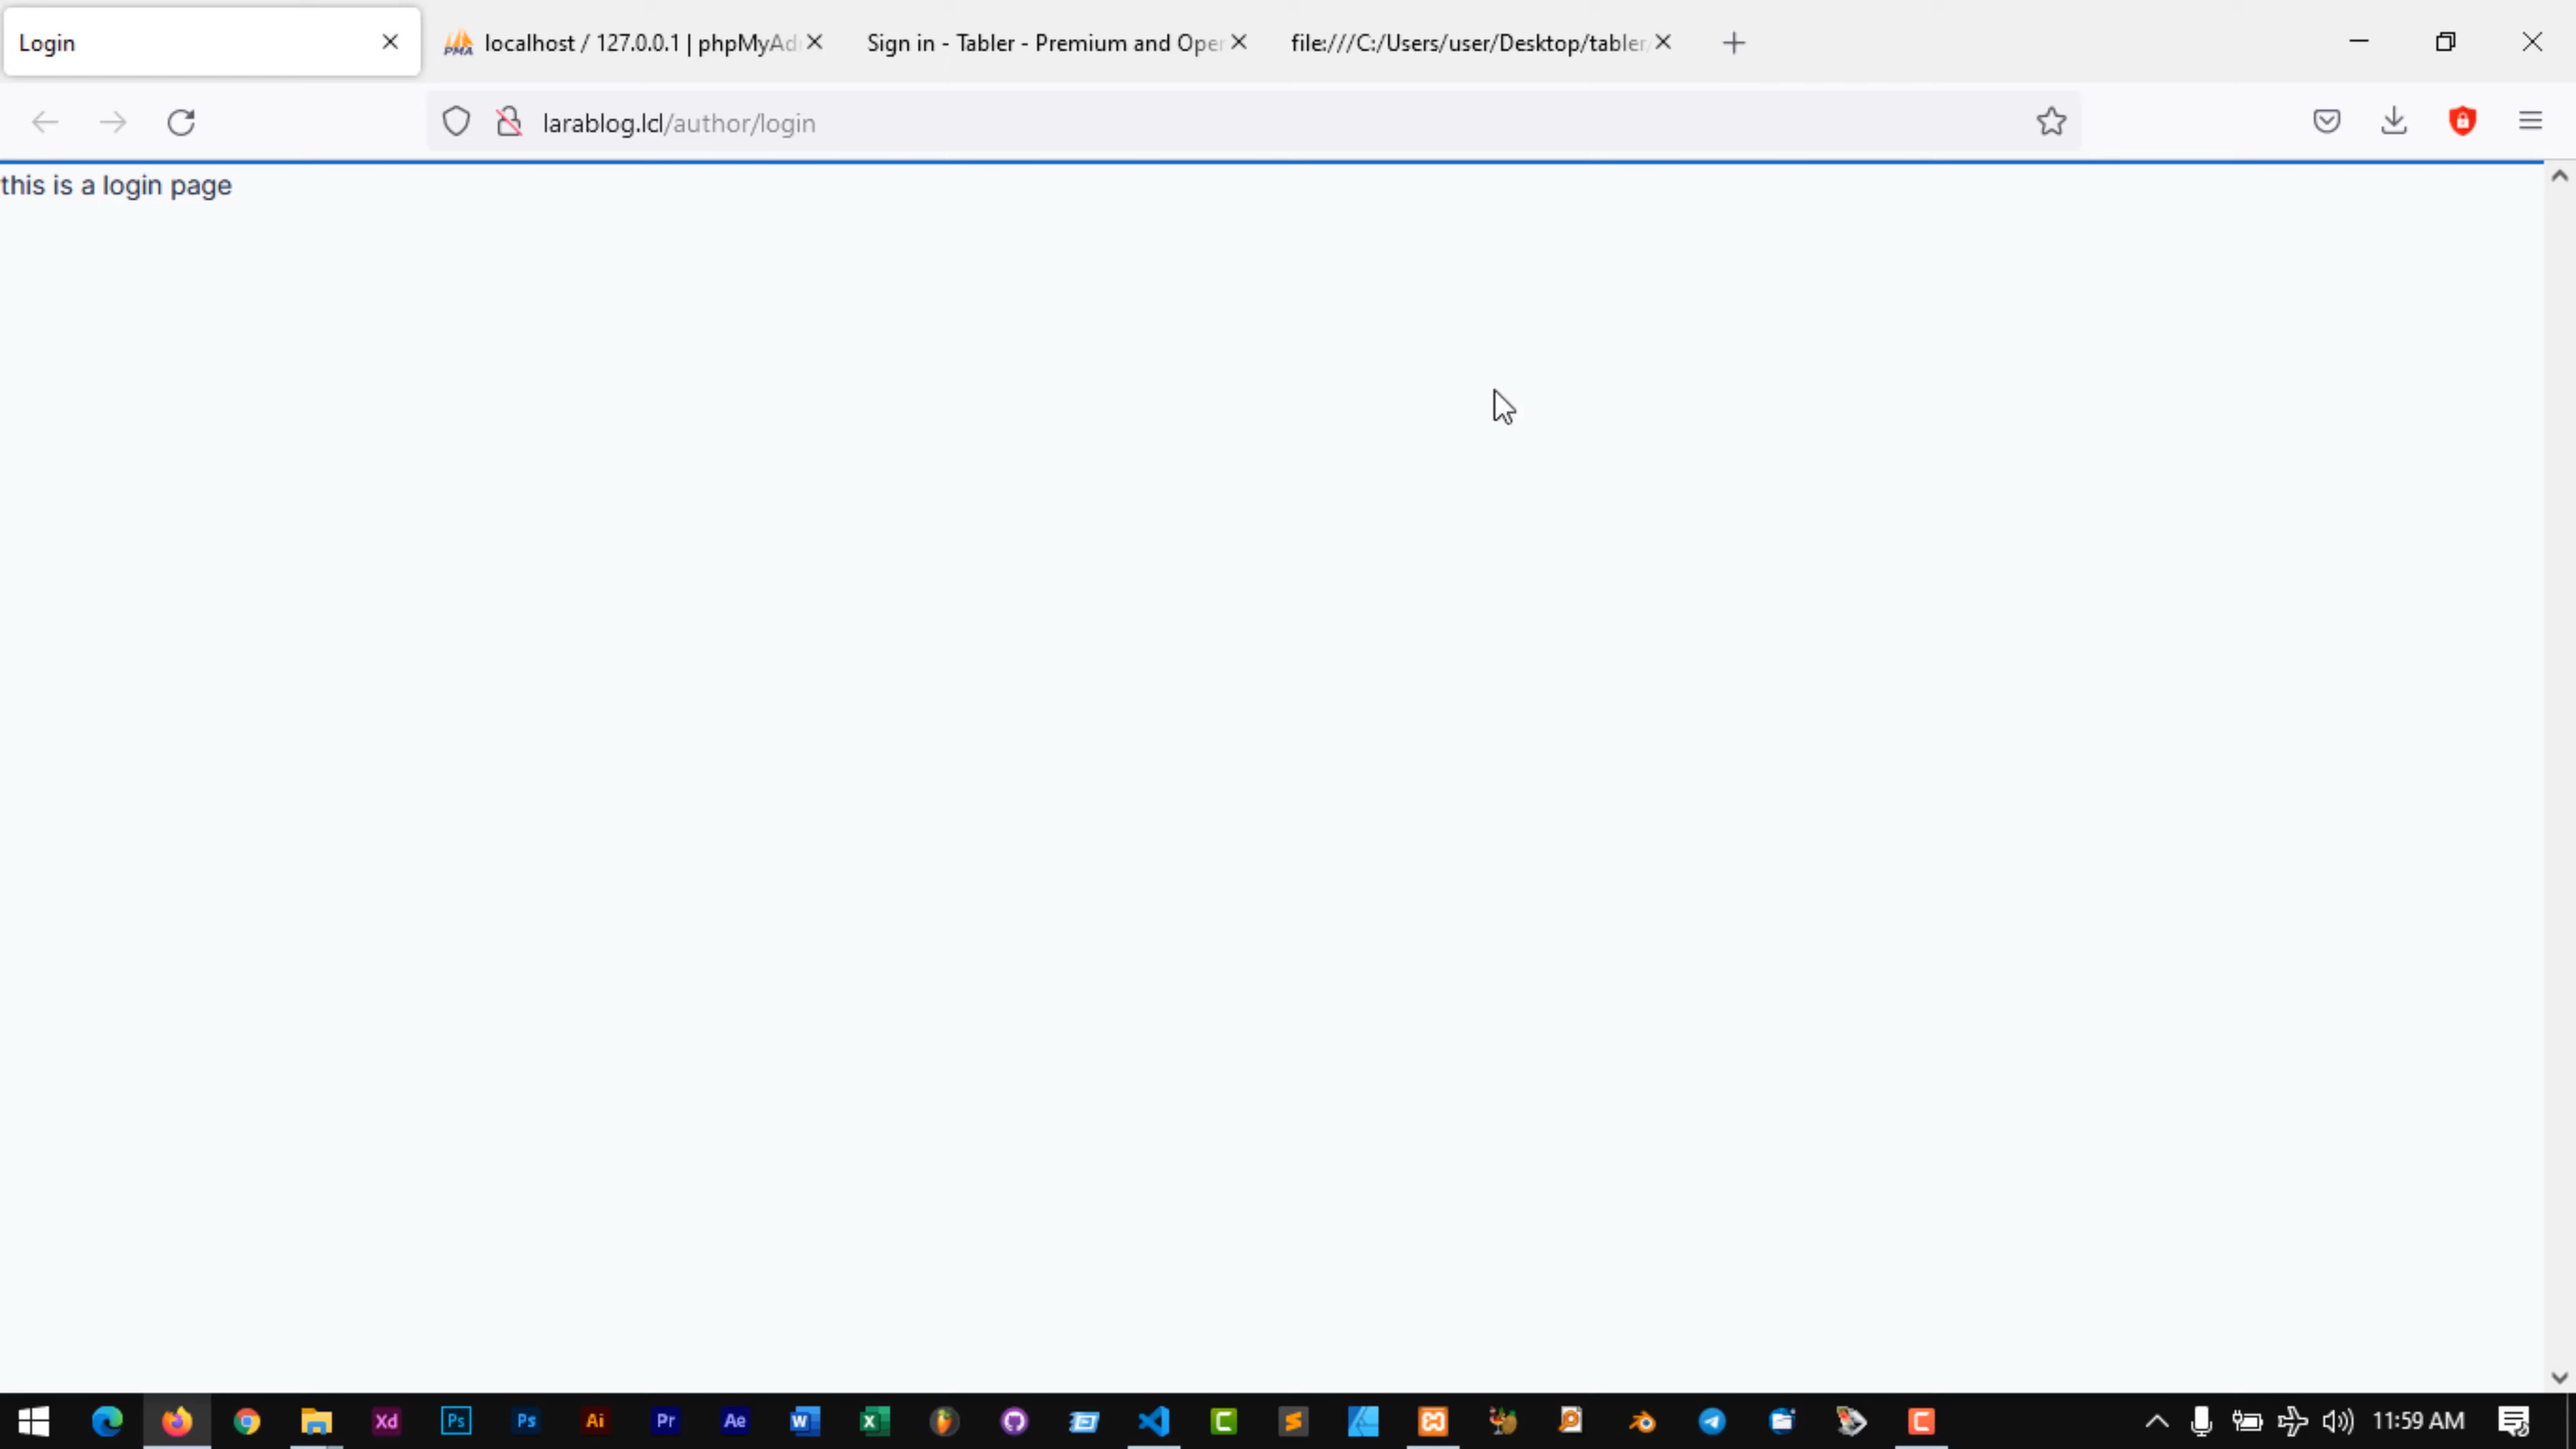 Login
localhost / 127.0.0.1 | phpMyAd
Sign in - Tabler - Premium and Oper
file:///C:/Users/user/Desktop/tabler/
larablog.lcl/author/login
this is a login page
Xd
Ps
Ps
Ai
Pr
Ae
11:59 AM